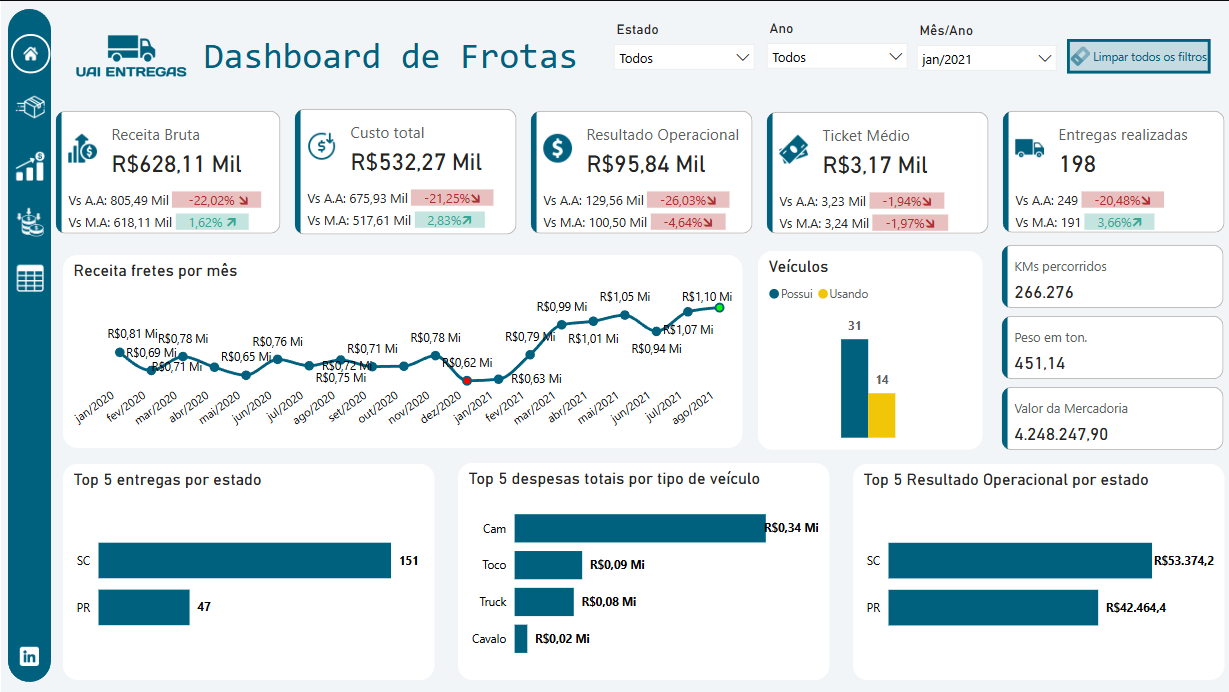 UAI ENTREGAS
Dashboard de Frotas
Estado
Todos
Ano
Todos
Mês/Ano
jan/2021
Limpar todos os filtros
Receita Bruta
R$628,11 Mil
Vs A.A: 805,49 Mil -22,02%
Vs M.A: 618,11 Mil 1,62%
Custo total
R$532,27 Mil
Vs A.A: 675,93 Mil -21,25%
Vs M.A: 517,61 Mil 2,83%
Resultado Operacional
R$95,84 Mil
Vs A.A: 129,56 Mil -26,03%
Vs M.A: 100,50 Mil -4,64%
Ticket Médio
R$3,17 Mil
Vs A.A: 3,23 Mil -1,94%
Vs M.A: 3,24 Mil -1,97%
Entregas realizadas
198
Vs A.A: 249 -20,48%
Vs M.A: 191 3,66%
Receita fretes por mês
R$0,81 Mi
R$0,69 Mi
R$0,78 Mi
R$0,71 Mi
R$0,65 Mi
R$0,76 Mi
R$0,72 Mi
R$0,75 Mi
R$0,71 Mi
R$0,78 Mi
R$0,62 Mi
R$0,63 Mi
R$0,79 Mi
R$0,99 Mi
R$1,01 Mi
R$1,05 Mi
R$0,94 Mi
R$1,07 Mi
R$1,10 Mi
jan/2020
fev/2020
mar/2020
abr/2020
mai/2020
jun/2020
jul/2020
ago/2020
set/2020
out/2020
nov/2020
dez/2020
jan/2021
fev/2021
mar/2021
abr/2021
mai/2021
jun/2021
jul/2021
ago/2021
Veículos
Possui Usando
31
14
KMs percorridos
266.276
Peso em ton.
451,14
Valor da Mercadoria
4.248.247,90
Top 5 entregas por estado
SC 151
PR 47
Top 5 despesas totais por tipo de veículo
Cam R$0,34 Mi
Toco R$0,09 Mi
Truck R$0,08 Mi
Cavalo R$0,02 Mi
Top 5 Resultado Operacional por estado
SC R$53.374,2
PR R$42.464,4
in